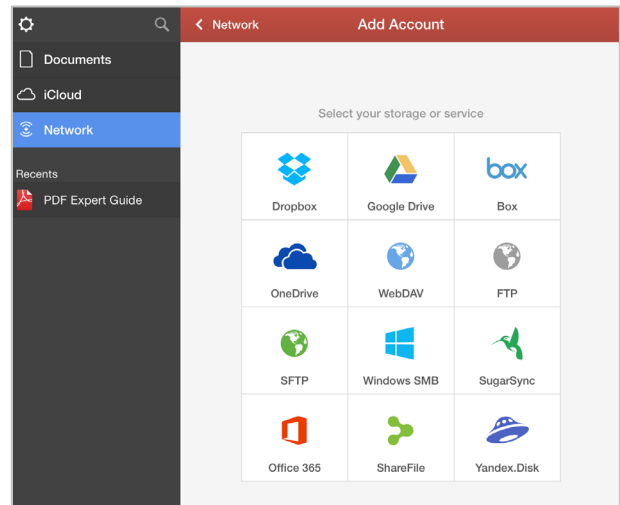 Network
Add Account
Documents
iCloud
Network
Recents
PDF Expert Guide
Select your storage or service
box
Dropbox
Google Drive
Box
OneDrive
WebDAV
FTP
SFTP
Windows SMB
SugarSync
Office 365
ShareFile
Yandex.Disk